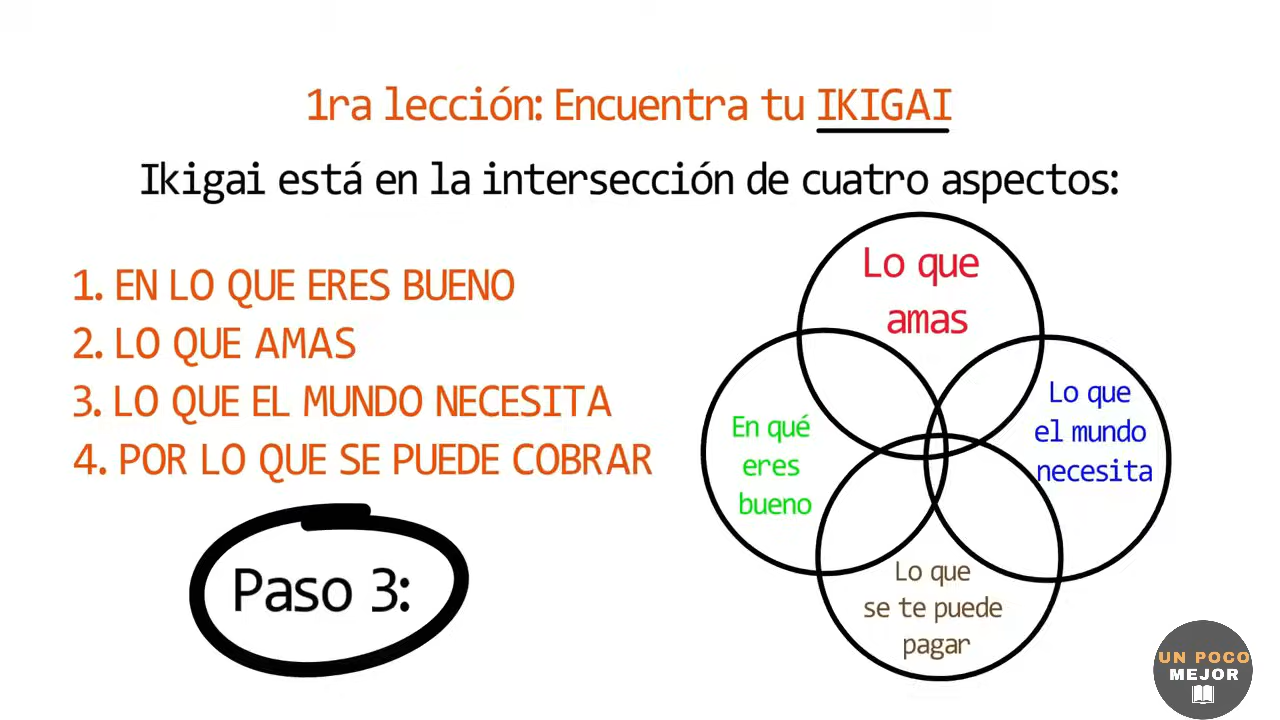 1ra lección: Encuentra tu IKIGAI
Ikigai está en la intersección de cuatro aspectos:
1. EN LO QUE ERES BUENO
2. LO QUE AMAS
3. LO QUE EL MUNDO NECESITA
4. POR LO QUE SE PUEDE COBRAR
Paso 3:
Lo que
amas
En qué
eres
bueno
Lo que
el mundo
necesita
Lo que
se te puede
pagar
UN POCO
MEJOR